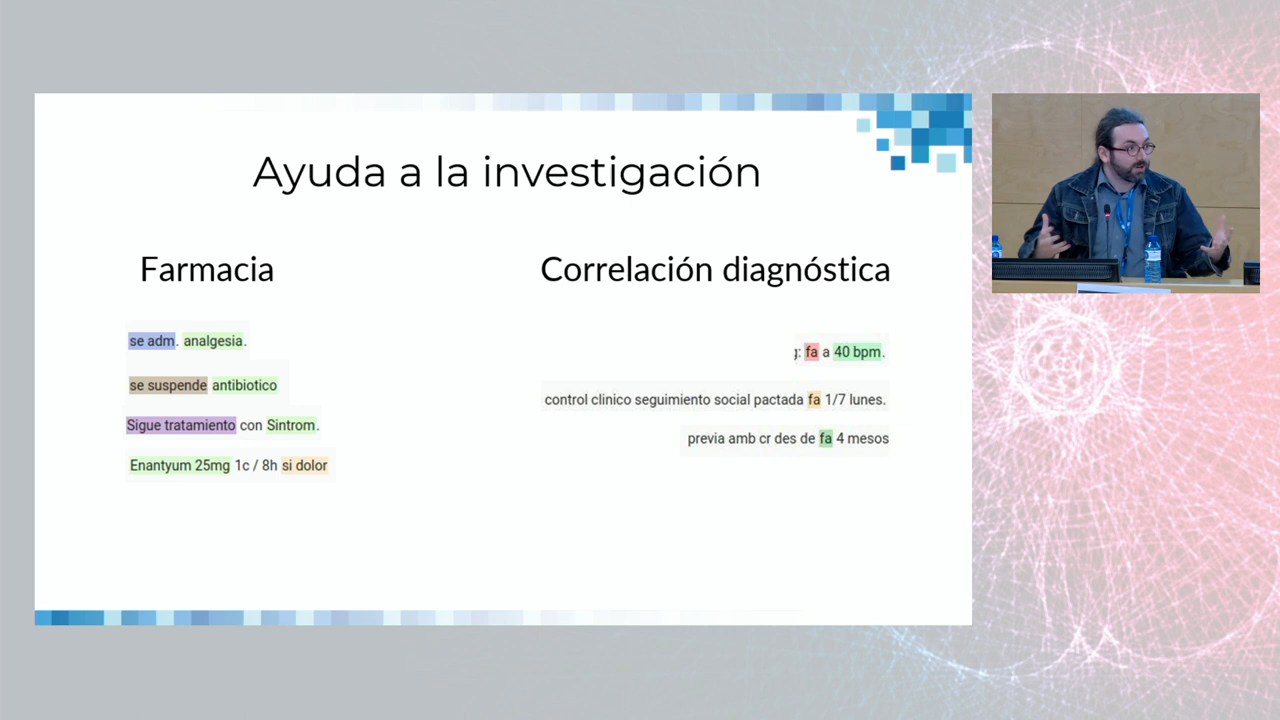 Ayuda a la investigación
Farmacia
se adm. analgesia.
se suspende antibiotico
Sigue tratamiento con Sintrom.
Enantyum 25mg 1c / 8h si dolor
Correlación diagnóstica
: fa a 40 bpm.
control clinico seguimiento social pactada fa 1/7 lunes.
previa amb cr des de fa 4 mesos